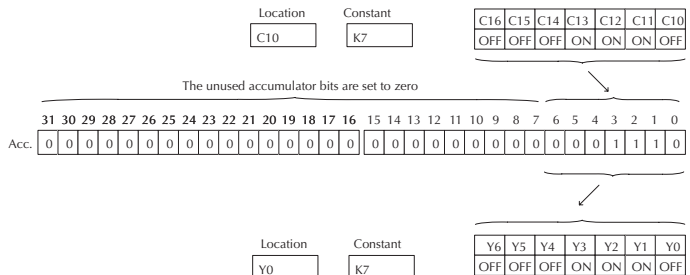 Location Constant
C10 K7
C16 C15 C14 C13 C12 C11 C10
OFF OFF OFF ON ON ON OFF
The unused accumulator bits are set to zero
31 30 29 28 27 26 25 24 23 22 21 20 19 18 17 16 15 14 13 12 11 10 9 8 7 6 5 4 3 2 1 0
Acc. 0 0 0 0 0 0 0 0 0 0 0 0 0 0 0 0 0 0 0 0 0 0 0 0 0 0 0 0 1 1 1 0
Location Constant
Y0 K7
Y6 Y5 Y4 Y3 Y2 Y1 Y0
OFF OFF OFF ON ON ON OFF